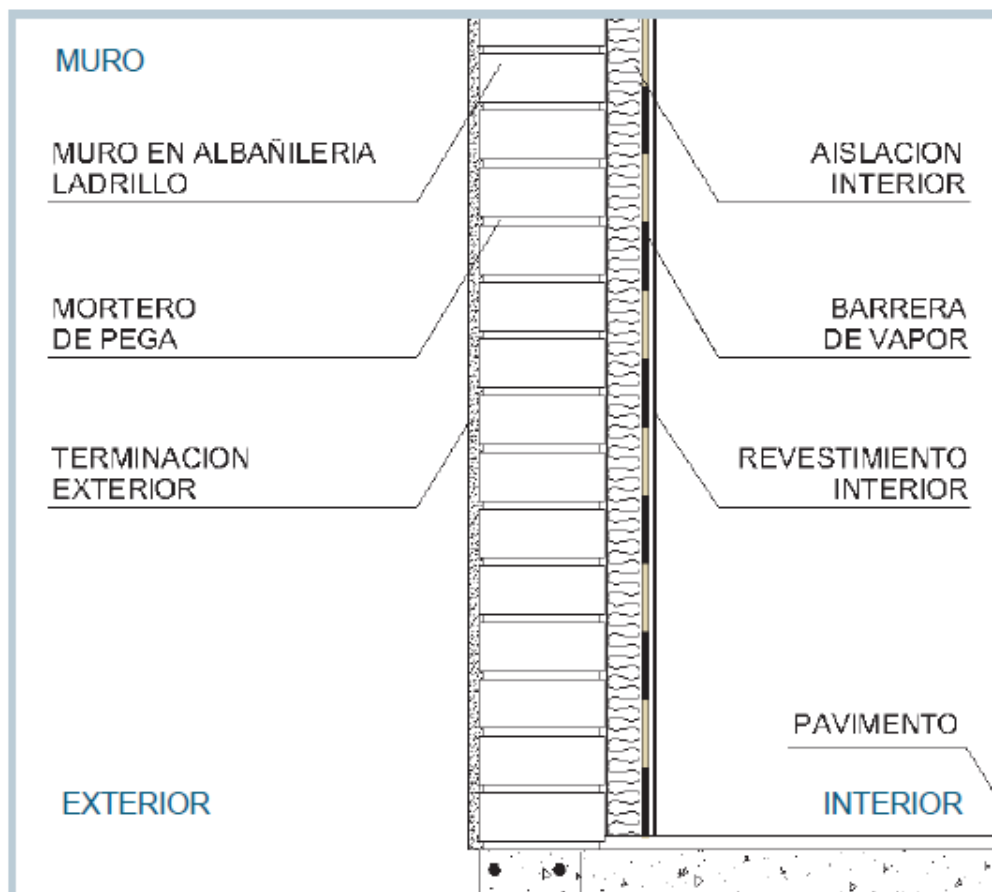 MURO
MURO EN ALBAÑILERIA
LADRILLO
MORTERO
DE PEGA
TERMINACION
EXTERIOR
EXTERIOR
AISLACION
INTERIOR
BARRERA
DE VAPOR
REVESTIMIENTO
INTERIOR
PAVIMENTO
INTERIOR